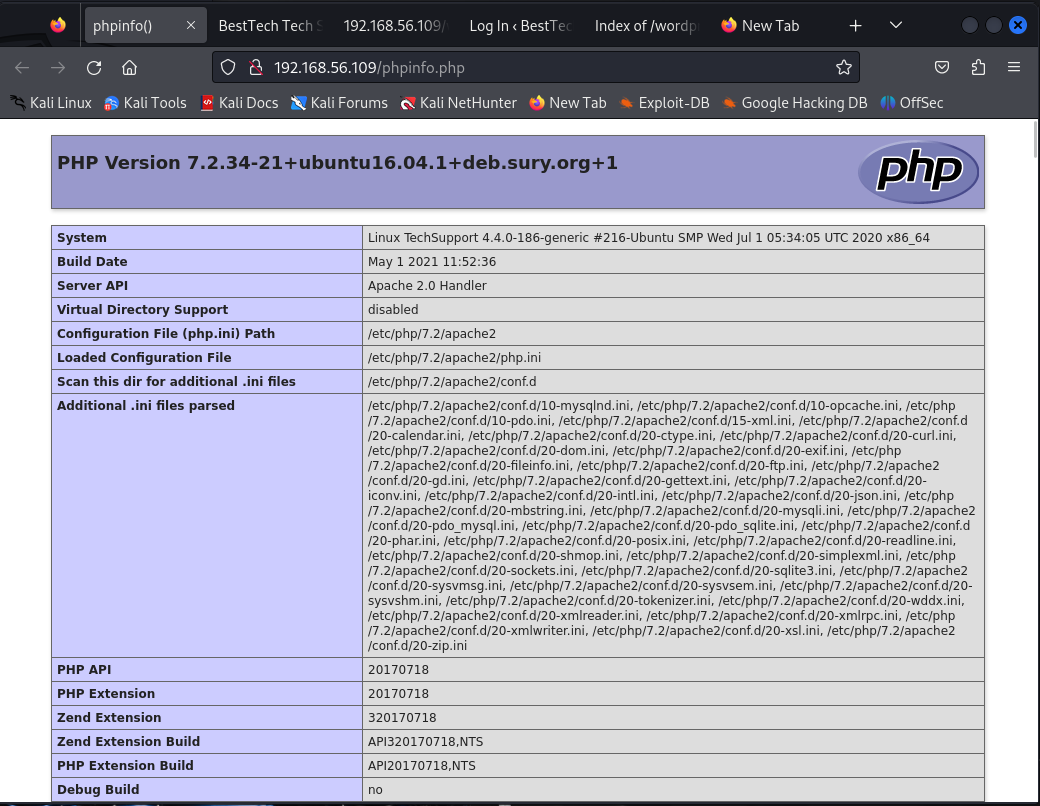 phpinfo()
BestTech Tech S
192.168.56.109/
Log In ‹ BestTec
Index of /wordp
New Tab
192.168.56.109/phpinfo.php
Kali Linux
Kali Tools
Kali Docs
Kali Forums
Kali NetHunter
New Tab
Exploit-DB
Google Hacking DB
OffSec
PHP Version 7.2.34-21+ubuntu16.04.1+deb.sury.org+1
php
System
Linux TechSupport 4.4.0-186-generic #216-Ubuntu SMP Wed Jul 1 05:34:05 UTC 2020 x86_64
Build Date
May 1 2021 11:52:36
Server API
Apache 2.0 Handler
Virtual Directory Support
disabled
Configuration File (php.ini) Path
/etc/php/7.2/apache2
Loaded Configuration File
/etc/php/7.2/apache2/php.ini
Scan this dir for additional .ini files
/etc/php/7.2/apache2/conf.d
Additional .ini files parsed
/etc/php/7.2/apache2/conf.d/10-mysqlnd.ini, /etc/php/7.2/apache2/conf.d/10-opcache.ini, /etc/php
/7.2/apache2/conf.d/10-pdo.ini, /etc/php/7.2/apache2/conf.d/15-xml.ini, /etc/php/7.2/apache2/conf.d
/20-calendar.ini, /etc/php/7.2/apache2/conf.d/20-ctype.ini, /etc/php/7.2/apache2/conf.d/20-curl.ini,
/etc/php/7.2/apache2/conf.d/20-dom.ini, /etc/php/7.2/apache2/conf.d/20-exif.ini, /etc/php
/7.2/apache2/conf.d/20-fileinfo.ini, /etc/php/7.2/apache2/conf.d/20-ftp.ini, /etc/php/7.2/apache2
/conf.d/20-gd.ini, /etc/php/7.2/apache2/conf.d/20-gettext.ini, /etc/php/7.2/apache2/conf.d/20-
iconv.ini, /etc/php/7.2/apache2/conf.d/20-intl.ini, /etc/php/7.2/apache2/conf.d/20-json.ini, /etc/php
/7.2/apache2/conf.d/20-mbstring.ini, /etc/php/7.2/apache2/conf.d/20-mysqli.ini, /etc/php/7.2/apache2
/conf.d/20-pdo_mysql.ini, /etc/php/7.2/apache2/conf.d/20-pdo_sqlite.ini, /etc/php/7.2/apache2/conf.d
/20-phar.ini, /etc/php/7.2/apache2/conf.d/20-posix.ini, /etc/php/7.2/apache2/conf.d/20-readline.ini,
/etc/php/7.2/apache2/conf.d/20-shmop.ini, /etc/php/7.2/apache2/conf.d/20-simplexml.ini, /etc/php
/7.2/apache2/conf.d/20-sockets.ini, /etc/php/7.2/apache2/conf.d/20-sqlite3.ini, /etc/php/7.2/apache2
/conf.d/20-sysvmsg.ini, /etc/php/7.2/apache2/conf.d/20-sysvsem.ini, /etc/php/7.2/apache2/conf.d/20-
sysvshm.ini, /etc/php/7.2/apache2/conf.d/20-tokenizer.ini, /etc/php/7.2/apache2/conf.d/20-wddx.ini,
/etc/php/7.2/apache2/conf.d/20-xmlreader.ini, /etc/php/7.2/apache2/conf.d/20-xmlrpc.ini, /etc/php
/7.2/apache2/conf.d/20-xmlwriter.ini, /etc/php/7.2/apache2/conf.d/20-xsl.ini, /etc/php/7.2/apache2
/conf.d/20-zip.ini
PHP API
20170718
PHP Extension
20170718
Zend Extension
320170718
Zend Extension Build
API320170718,NTS
PHP Extension Build
API20170718,NTS
Debug Build
no